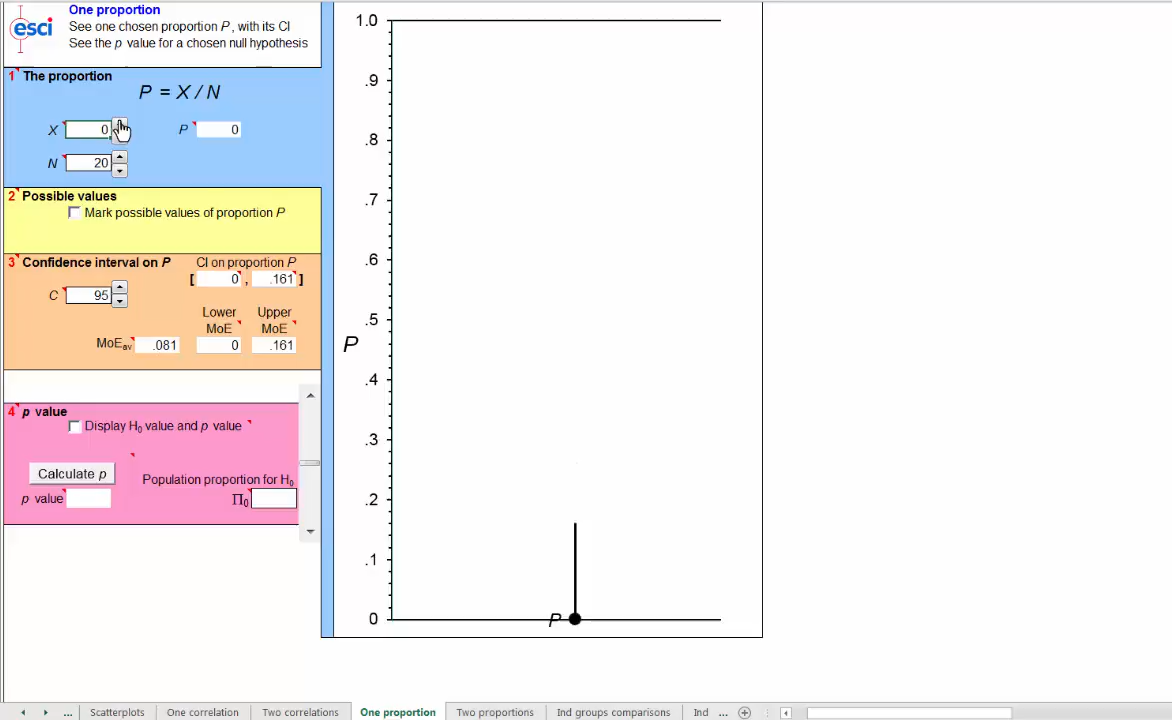 One proportion
esci
See one chosen proportion P, with its CI
See the p value for a chosen null hypothesis
1 The proportion
P = X / N
X 0 P 0
N 20
2 Possible values
Mark possible values of proportion P
3 Confidence interval on P CI on proportion P
[ 0 , .161 ]
C 95
Lower Upper
MoE MoE
MoEav .081 0 .161
4 p value
Display H0 value and p value
Calculate p
Population proportion for H0
p value Π0
1.0
.9
.8
.7
.6
.5
P
.4
.3
.2
.1
0
P
... Scatterplots One correlation Two correlations One proportion Two proportions Ind groups comparisons Ind ...